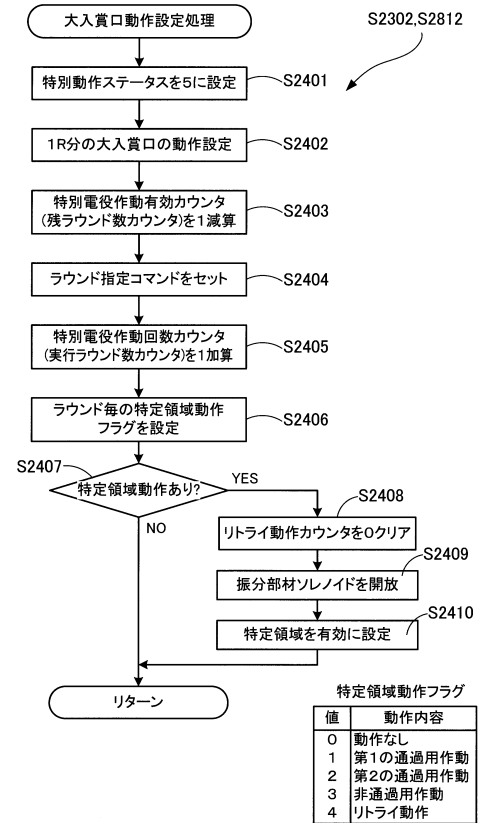 大入賞口動作設定処理
S2302,S2812
特別動作ステータスを5に設定
S2401
1R分の大入賞口の動作設定
S2402
特別電役作動有効カウンタ
(残ラウンド数カウンタ)を1減算
S2403
ラウンド指定コマンドをセット
S2404
特別電役作動回数カウンタ
(実行ラウンド数カウンタ)を1加算
S2405
ラウンド毎の特定領域動作
フラグを設定
S2406
S2407
特定領域動作あり?
YES
NO
S2408
リトライ動作カウンタを0クリア
S2409
振分部材ソレノイドを開放
S2410
特定領域を有効に設定
リターン
特定領域動作フラグ
値 動作内容
0 動作なし
1 第1の通過用作動
2 第2の通過用作動
3 非通過用作動
4 リトライ動作